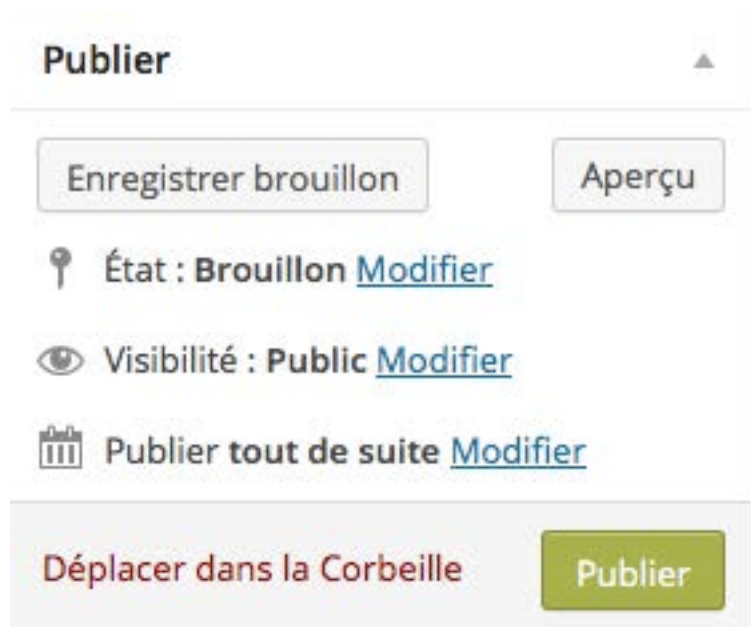 Publier
Enregistrer brouillon Aperçu
État : Brouillon Modifier
Visibilité : Public Modifier
Publier tout de suite Modifier
Déplacer dans la Corbeille Publier